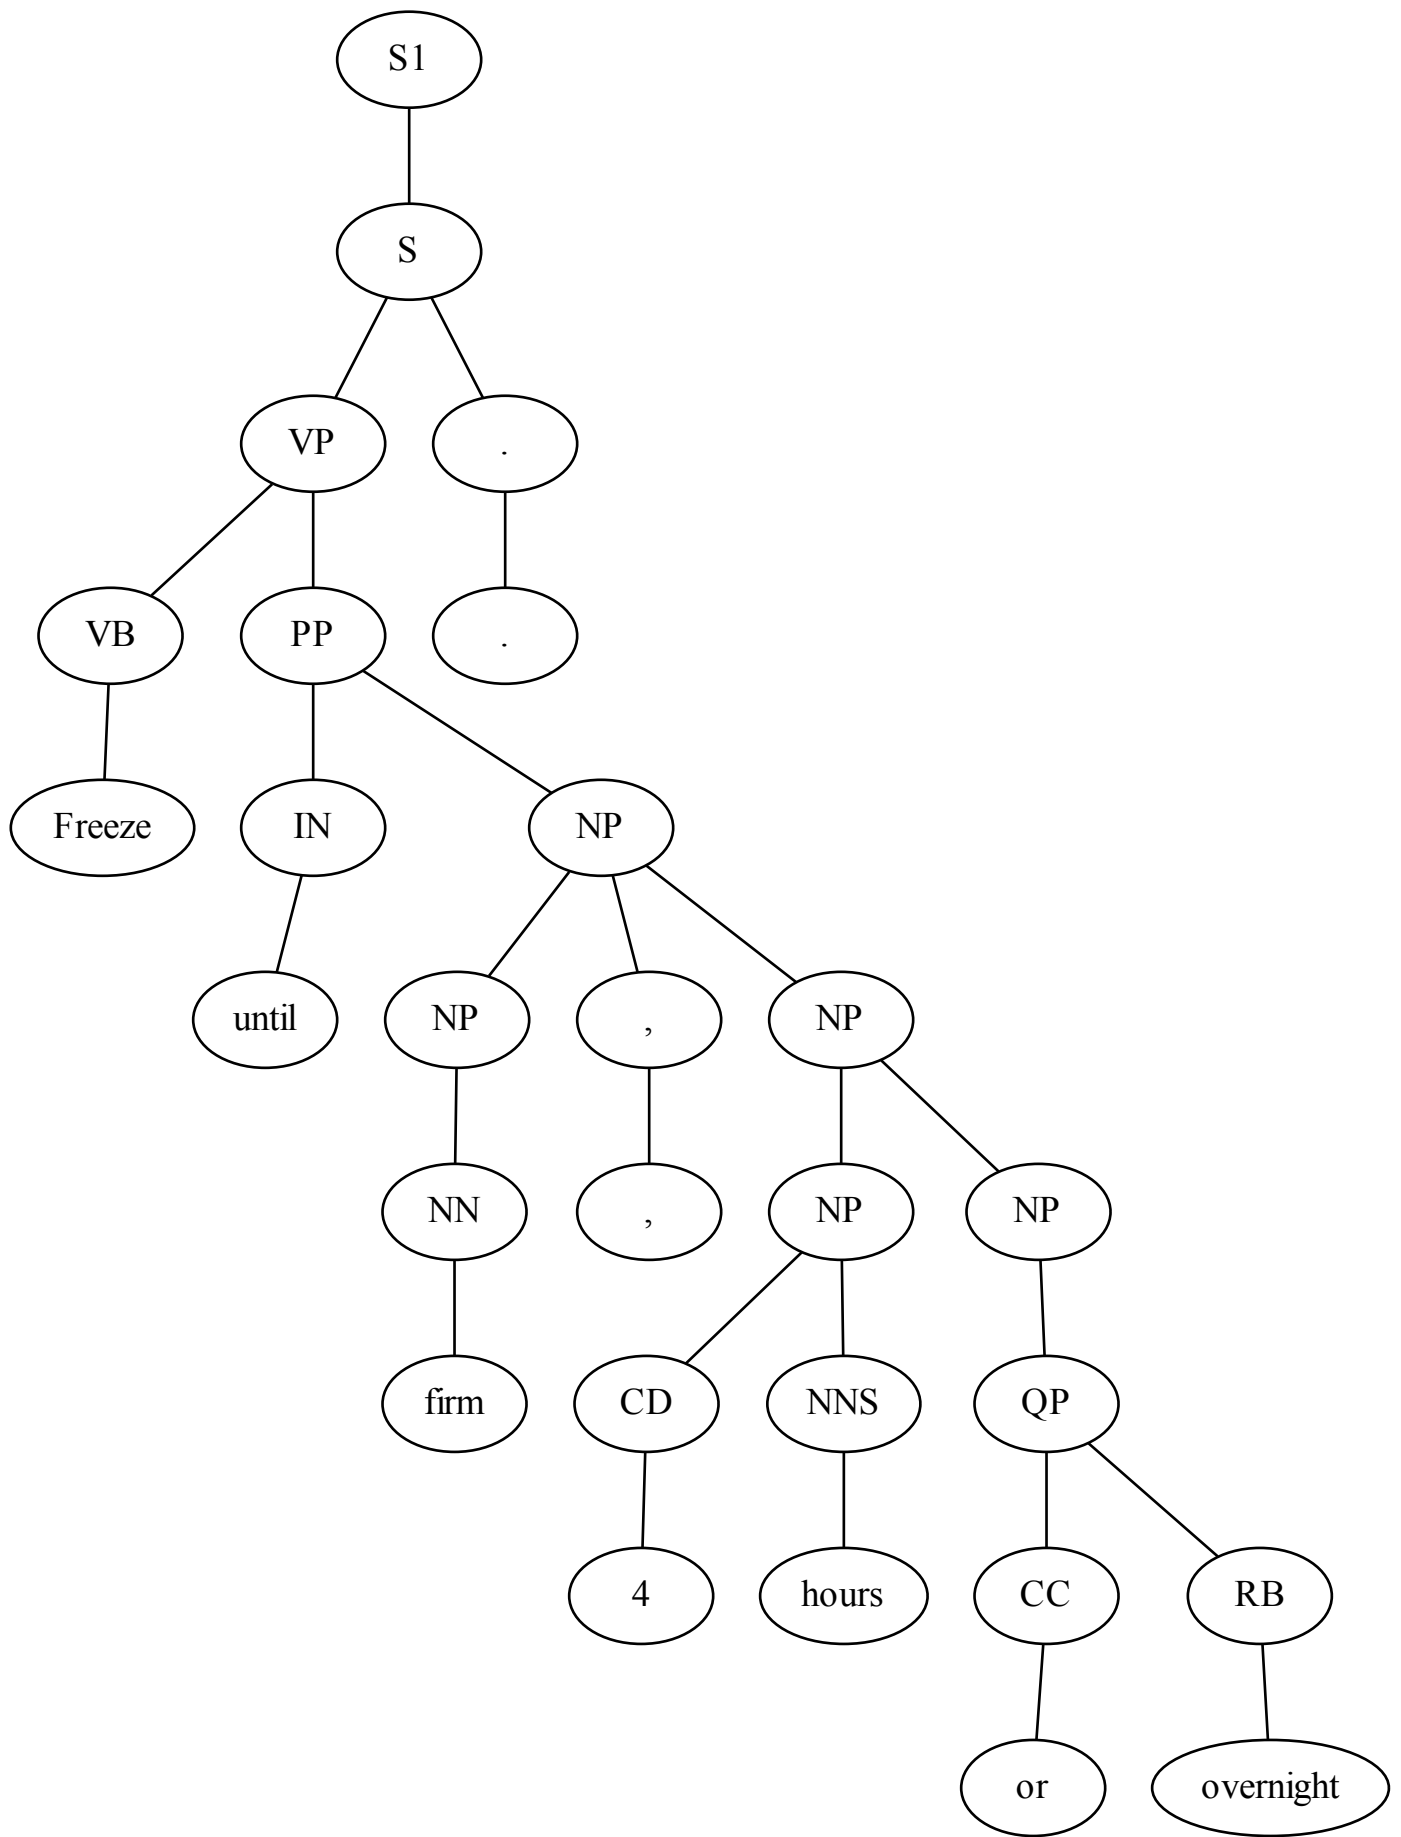 S1
S
VP .
VB PP .
Freeze IN NP
until NP , NP
NN , NP NP
firm CD NNS QP
4 hours CC RB
or overnight